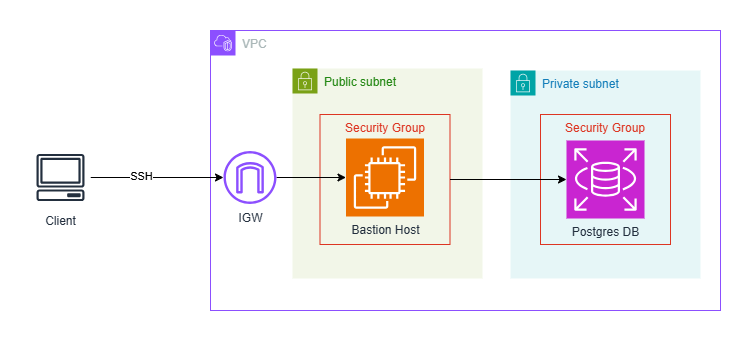 VPC
Public subnet
Private subnet
Security Group
Security Group
SSH
IGW
Bastion Host
Postgres DB
Client